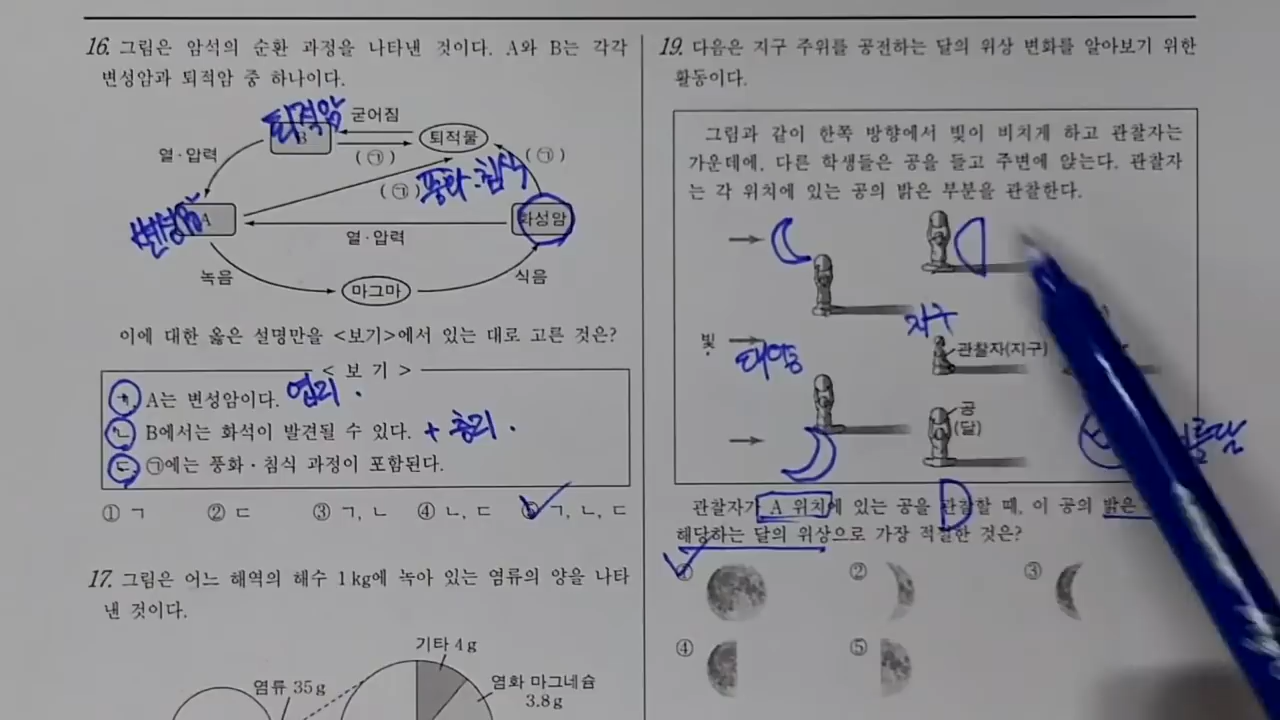 16. 그림은 암석의 순환 과정을 나타낸 것이다. A와 B는 각각
변성암과 퇴적암 중 하나이다.
퇴적암
굳어짐
B
퇴적물
열·압력
(㉠)
(㉠)
(㉠)
풍화·침식
변성암
A
화성암
열·압력
녹음
식음
마그마
이에 대한 옳은 설명만을 <보기>에서 있는 대로 고른 것은?
< 보 기 >
ㄱ. A는 변성암이다. 엽리.
ㄴ. B에서는 화석이 발견될 수 있다. + 층리.
ㄷ. ㉠에는 풍화·침식 과정이 포함된다.
① ㄱ ② ㄷ ③ ㄱ, ㄴ ④ ㄴ, ㄷ ⑤ ㄱ, ㄴ, ㄷ
17. 그림은 어느 해역의 해수 1kg에 녹아 있는 염류의 양을 나타
낸 것이다.
기타 4g
염류 35g
염화 마그네슘
3.8g
19. 다음은 지구 주위를 공전하는 달의 위상 변화를 알아보기 위한
활동이다.
그림과 같이 한쪽 방향에서 빛이 비치게 하고 관찰자는
가운데에, 다른 학생들은 공을 들고 주변에 앉는다. 관찰자
는 각 위치에 있는 공의 밝은 부분을 관찰한다.
지구
빛
태양
관찰자(지구)
공
(달)
름달
관찰자가 A 위치에 있는 공을 관찰할 때, 이 공의 밝은
해당하는 달의 위상으로 가장 적절한 것은?
① ② ③
④ ⑤